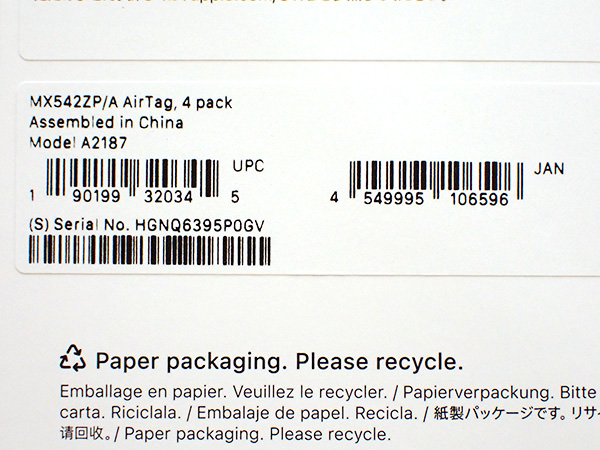 MX542ZP/A AirTag, 4 pack
Assembled in China
Model A2187
UPC
JAN
1 90199 32034 5
4 549995 106596
(S) Serial No. HGNQ6395P0GV
Paper packaging. Please recycle.
Emballage en papier. Veuillez le recycler. / Papierverpackung. Bitte
carta. Riciclala. / Embalaje de papel. Recicla. / 紙製パッケージです。リサイ
请回收。/ Paper packaging. Please recycle.